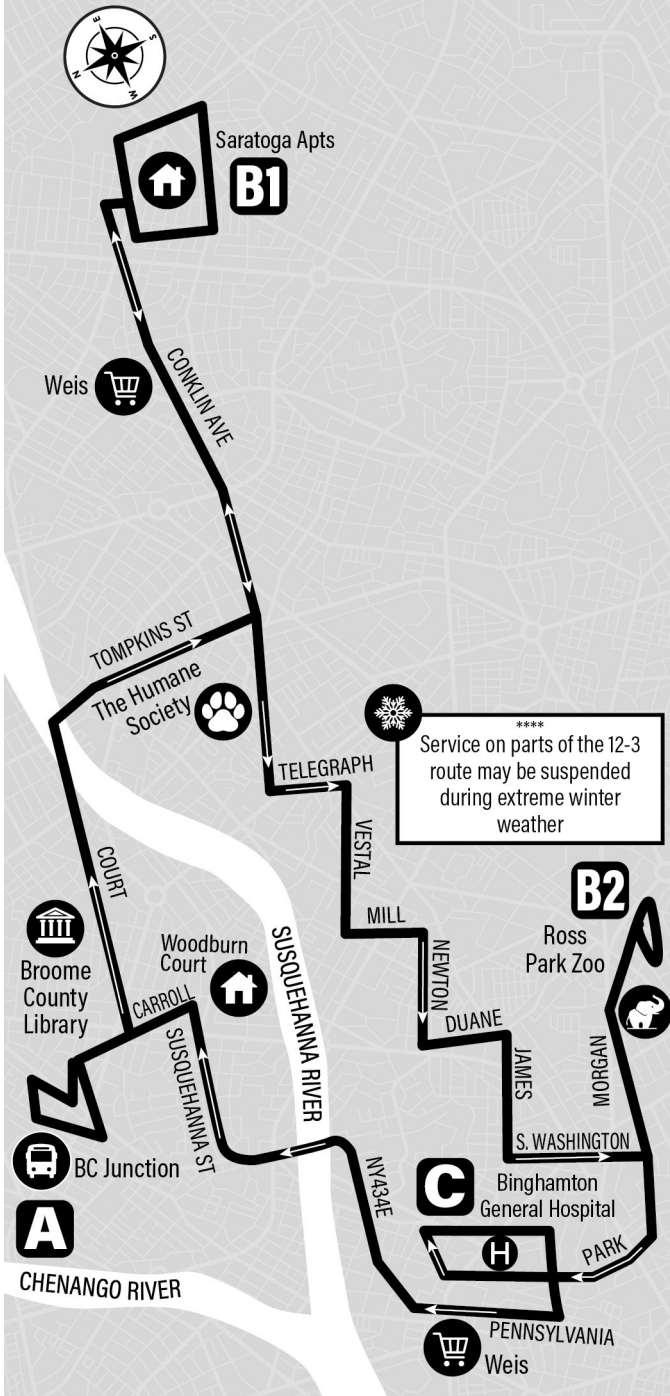 E
S
N
W
Saratoga Apts
B1
Weis
CONKLIN AVE
TOMPKINS ST
The Humane
Society
****
Service on parts of the 12-3
route may be suspended
during extreme winter
weather
TELEGRAPH
VESTAL
COURT
B2
MILL
Ross
Park Zoo
Woodburn
Court
Broome
County
Library
SUSQUEHANNA RIVER
NEWTON
CARROLL
DUANE
MORGAN
JAMES
SUSQUEHANNA ST
S. WASHINGTON
BC Junction
NY434E
C
Binghamton
General Hospital
A
H
PARK
CHENANGO RIVER
PENNSYLVANIA
Weis